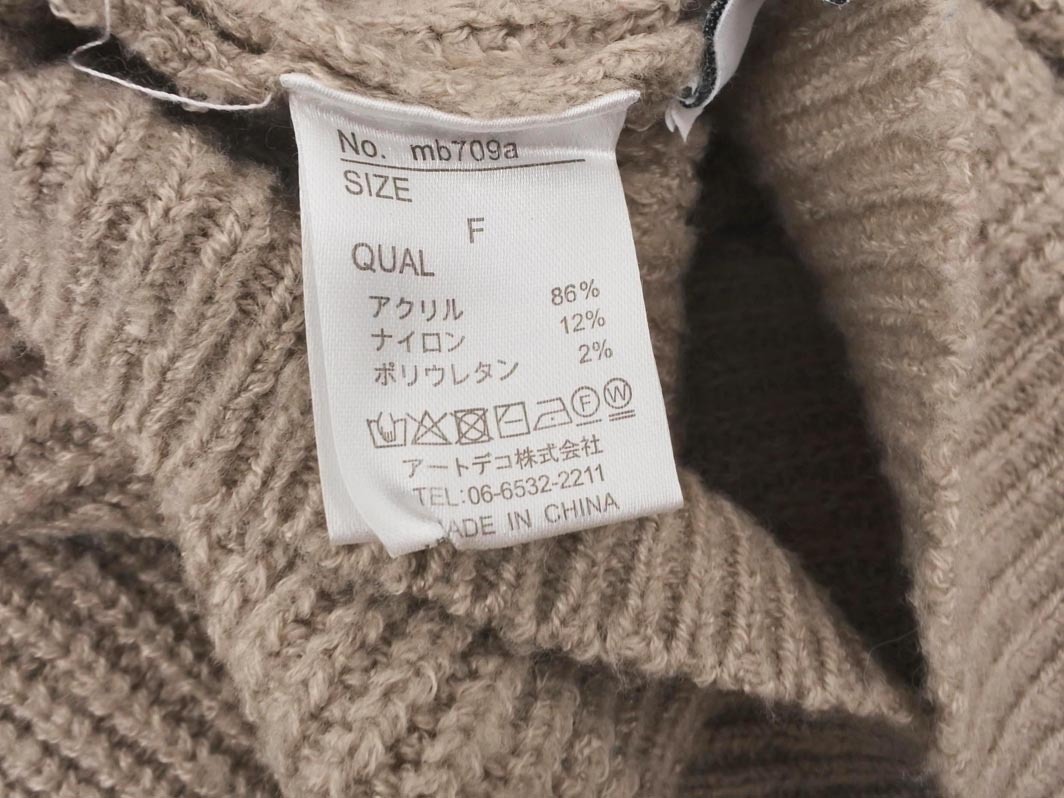 No. mb709a
SIZE
F
QUAL
アクリル 86%
ナイロン 12%
ポリウレタン 2%
F W
アートデコ株式会社
TEL:06-6532-2211
MADE IN CHINA